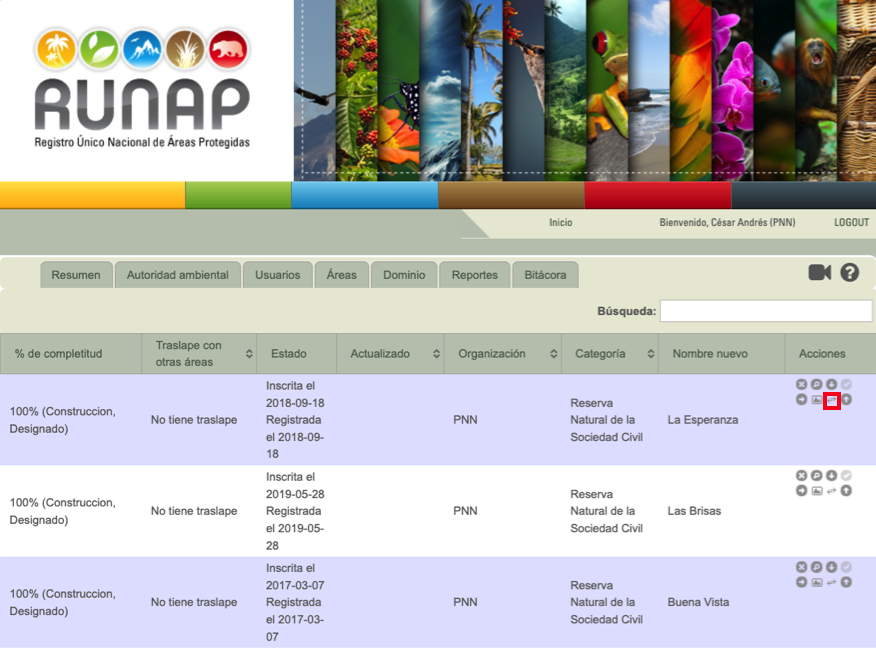 RUNAP
Registro Único Nacional de Áreas Protegidas
Inicio
Bienvenido, César Andrés (PNN)
LOGOUT
Resumen
Autoridad ambiental
Usuarios
Áreas
Dominio
Reportes
Bitácora
Búsqueda:
% de completitud
Traslape con
otras áreas
Estado
Actualizado
Organización
Categoría
Nombre nuevo
Acciones
100% (Construccion,
Designado)
No tiene traslape
Inscrita el
2018-09-18
Registrada
el 2018-09-
18
PNN
Reserva
Natural de la
Sociedad Civil
La Esperanza
100% (Construccion,
Designado)
No tiene traslape
Inscrita el
2019-05-28
Registrada
el 2019-05-
28
PNN
Reserva
Natural de la
Sociedad Civil
Las Brisas
100% (Construccion,
Designado)
No tiene traslape
Inscrita el
2017-03-07
Registrada
el 2017-03-
07
PNN
Reserva
Natural de la
Sociedad Civil
Buena Vista